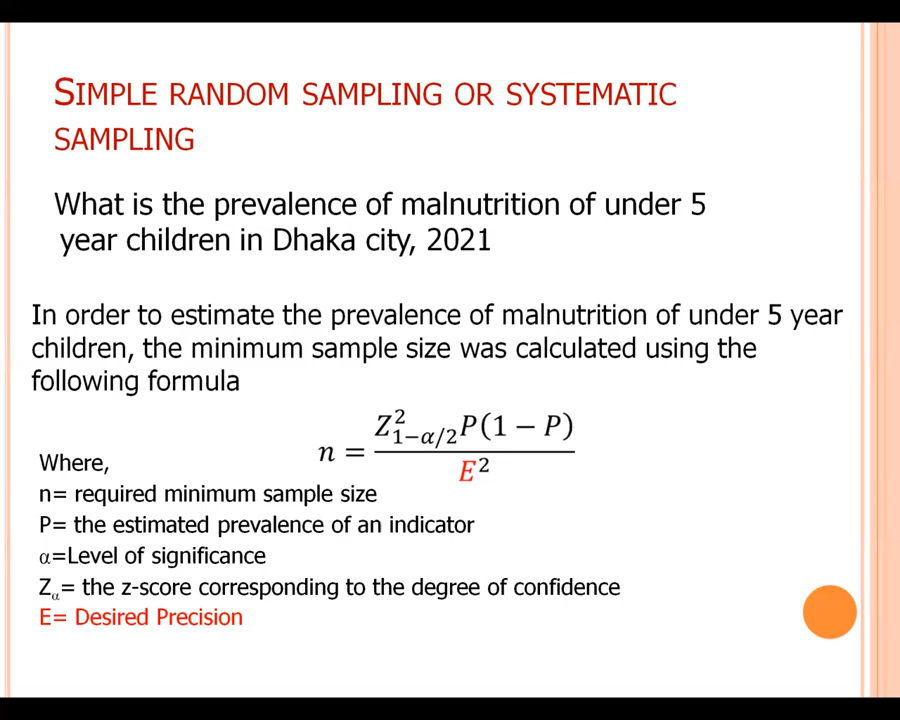 SIMPLE RANDOM SAMPLING OR SYSTEMATIC
SAMPLING
What is the prevalence of malnutrition of under 5
year children in Dhaka city, 2021
In order to estimate the prevalence of malnutrition of under 5 year
children, the minimum sample size was calculated using the
following formula
n = Z²₁₋α/₂P(1 − P) / E²
Where,
n= required minimum sample size
P= the estimated prevalence of an indicator
α=Level of significance
Zα= the z-score corresponding to the degree of confidence
E= Desired Precision